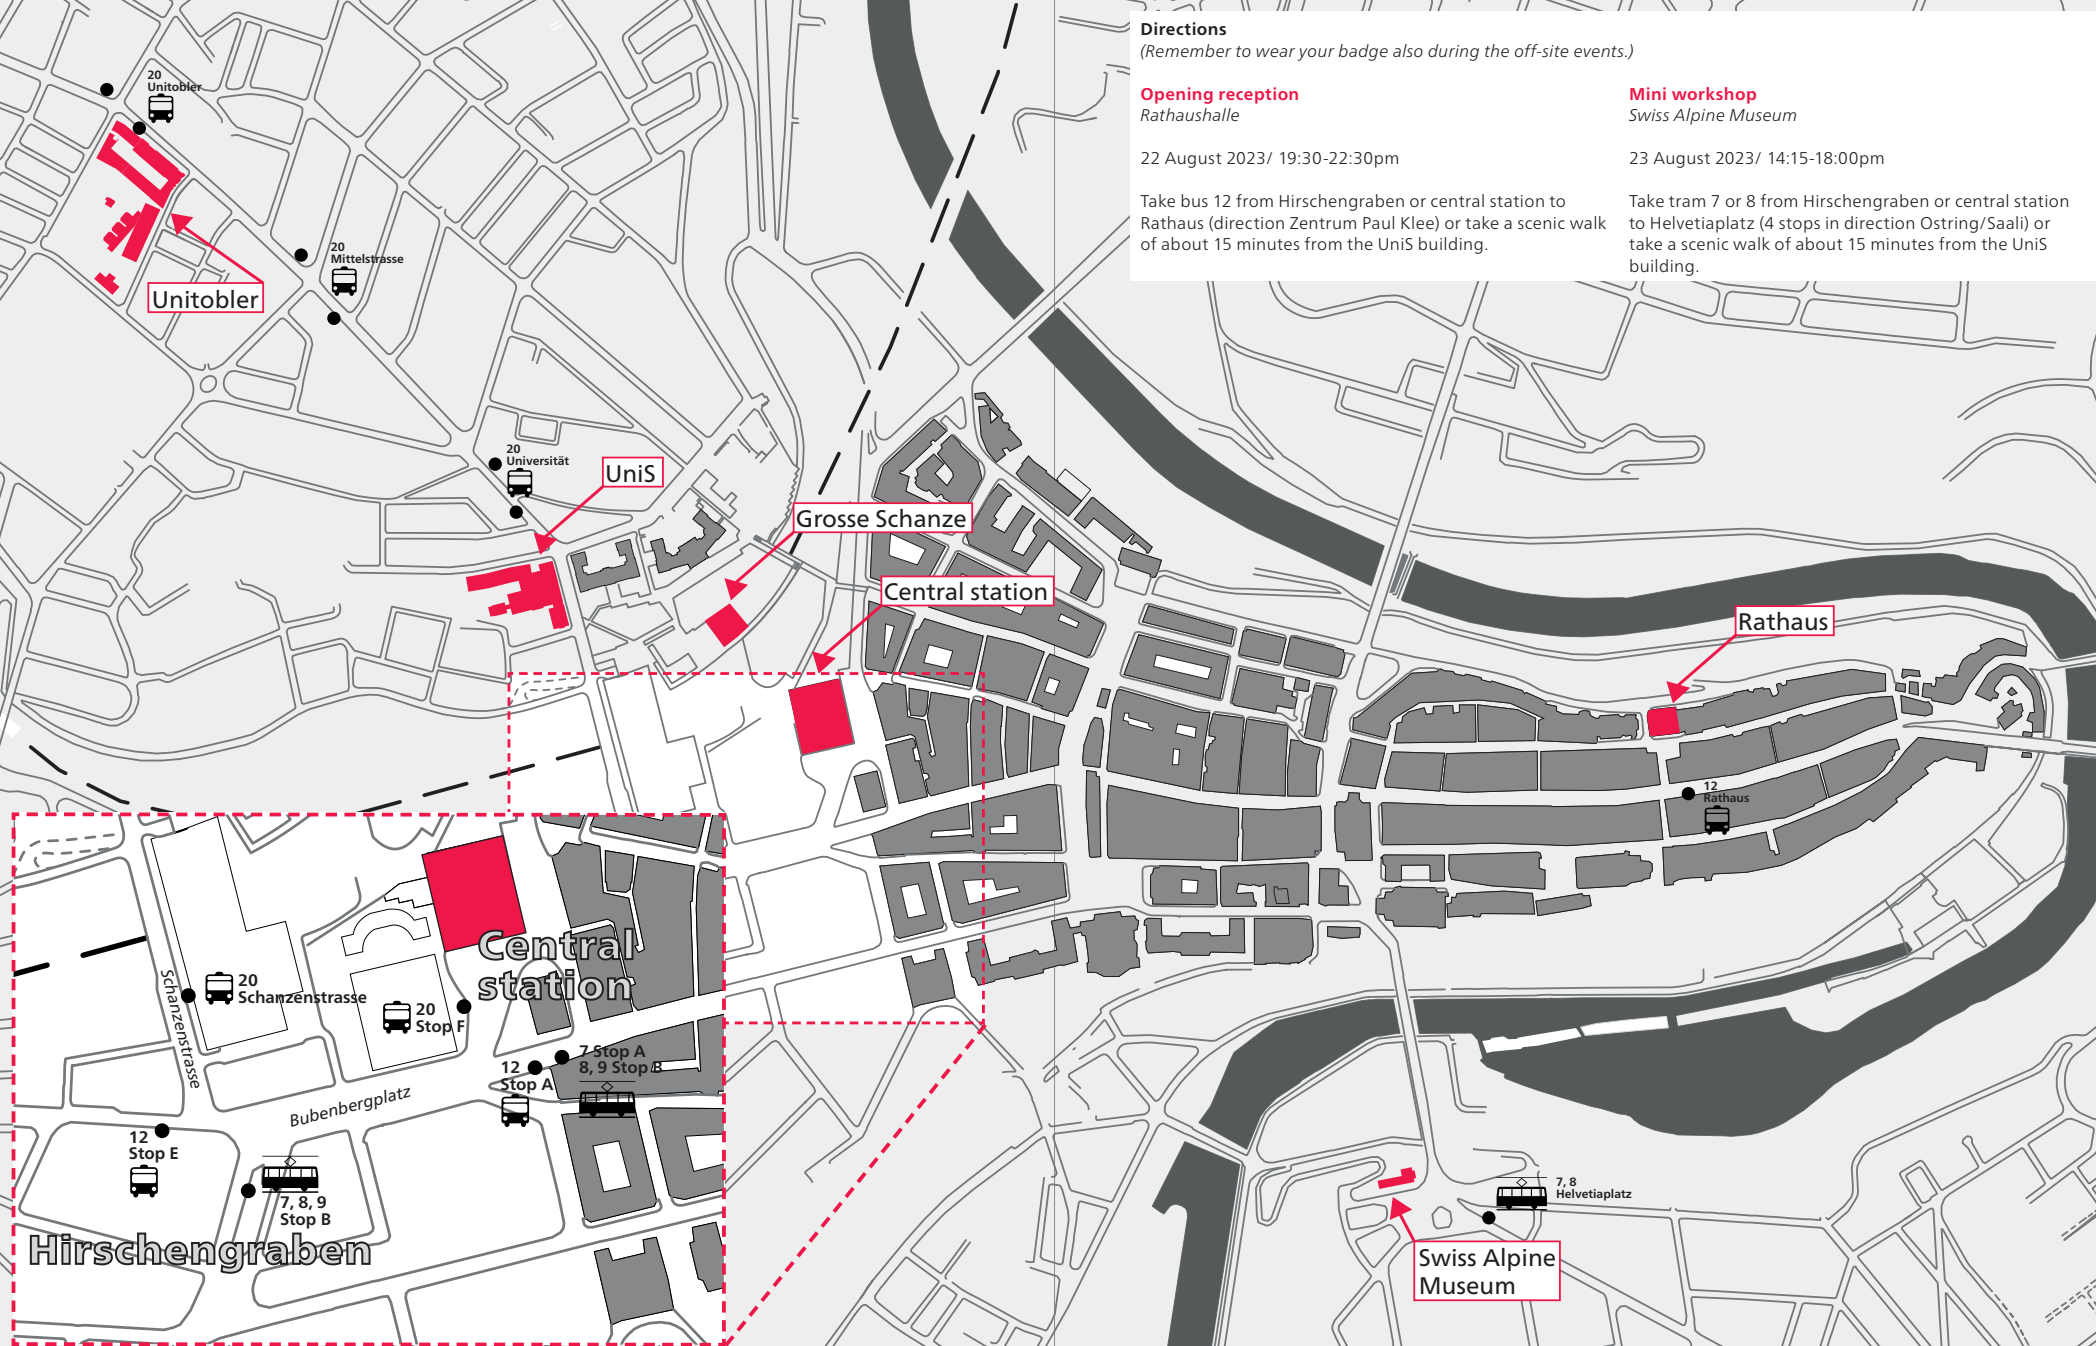 Directions
(Remember to wear your badge also during the off-site events.)
Opening reception
Rathaushalle
22 August 2023/ 19:30-22:30pm
Take bus 12 from Hirschengraben or central station to
Rathaus (direction Zentrum Paul Klee) or take a scenic walk
of about 15 minutes from the UniS building.
Mini workshop
Swiss Alpine Museum
23 August 2023/ 14:15-18:00pm
Take tram 7 or 8 from Hirschengraben or central station
to Helvetiaplatz (4 stops in direction Ostring/Saali) or
take a scenic walk of about 15 minutes from the UniS
building.
20
Unitobler
Unitobler
20
Mittelstrasse
20
Universität
UniS
Grosse Schanze
Central station
Rathaus
12
Rathaus
Central
station
Schanzenstrasse
20
Schanzenstrasse
20
Stop F
7 Stop A
8, 9 Stop B
12
Stop A
Bubenbergplatz
12
Stop E
7, 8, 9
Stop B
Hirschengraben
7, 8
Helvetiaplatz
Swiss Alpine
Museum